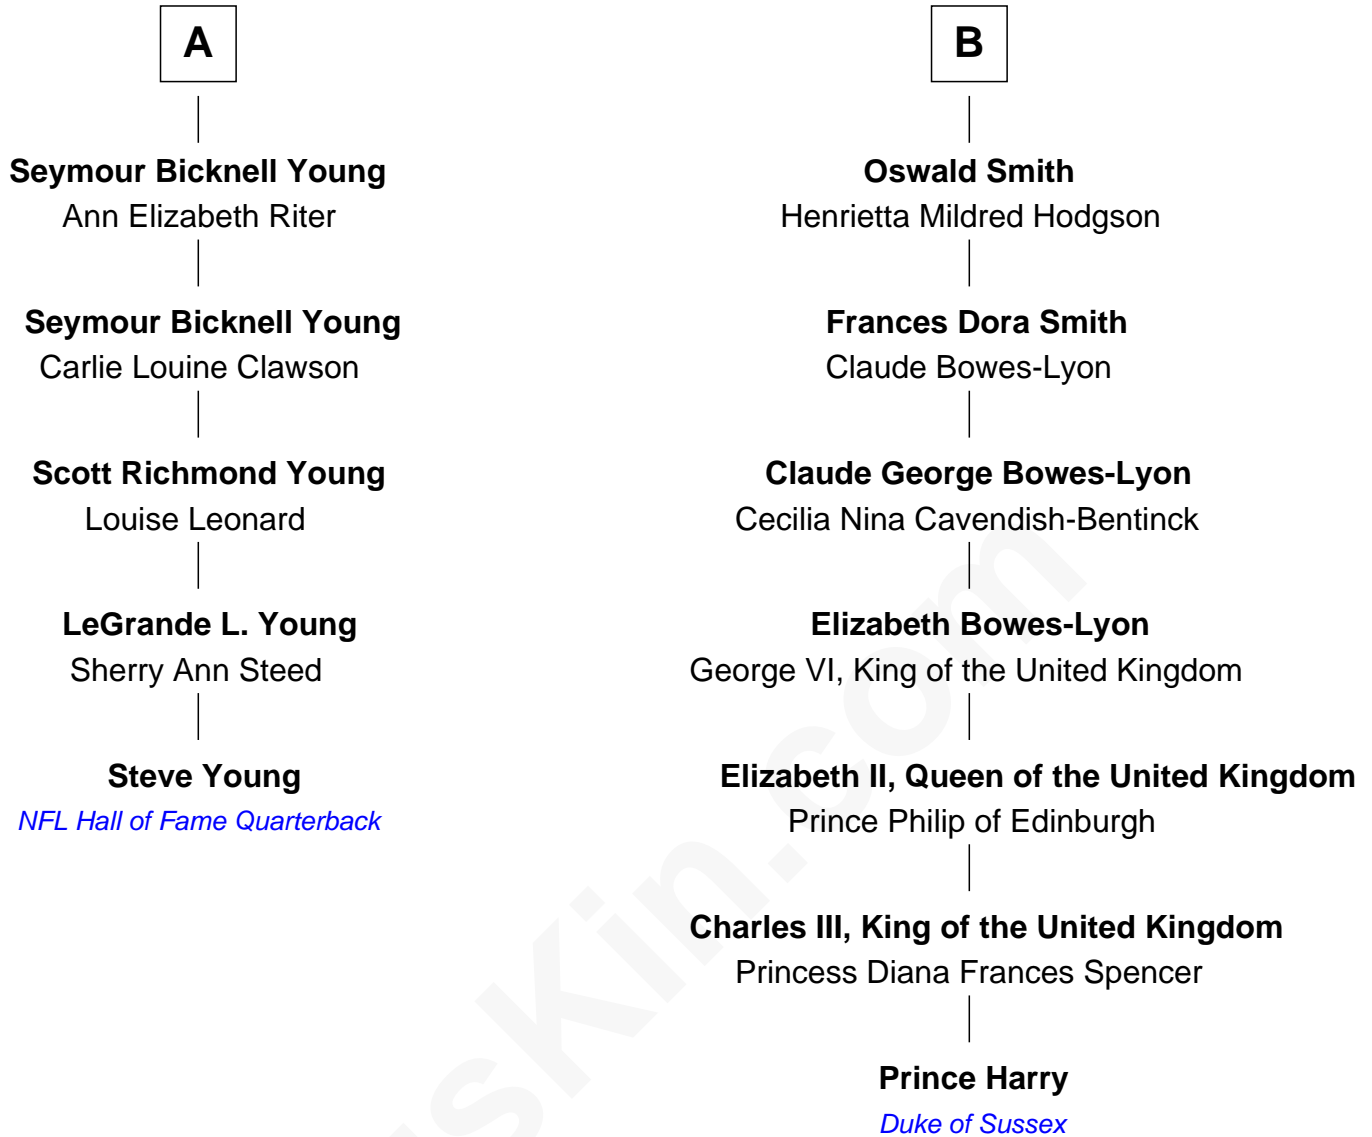 A
Seymour Bicknell Young
Ann Elizabeth Riter
Seymour Bicknell Young
Carlie Louine Clawson
Scott Richmond Young
Louise Leonard
LeGrande L. Young
Sherry Ann Steed
Steve Young
NFL Hall of Fame Quarterback
B
Oswald Smith
Henrietta Mildred Hodgson
Frances Dora Smith
Claude Bowes-Lyon
Claude George Bowes-Lyon
Cecilia Nina Cavendish-Bentinck
Elizabeth Bowes-Lyon
George VI, King of the United Kingdom
Elizabeth II, Queen of the United Kingdom
Prince Philip of Edinburgh
Charles III, King of the United Kingdom
Princess Diana Frances Spencer
Prince Harry
Duke of Sussex